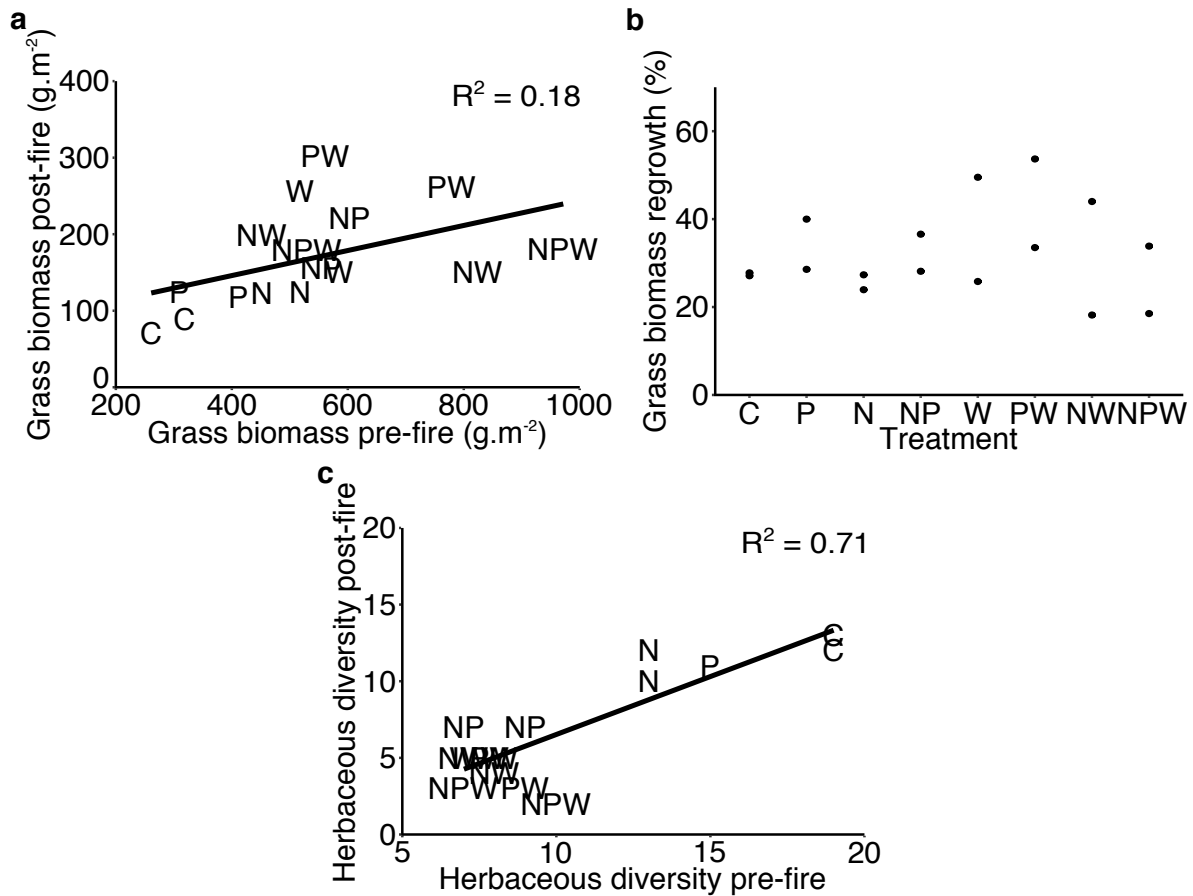 a
Grass biomass post-fire (g.m-2)
400
300
200
100
0
R2 = 0.18
PW
W
PW
NP
NW
NPW
NPW
NP
W
NW
P
P
N
N
C
C
200 400 600 800 1000
Grass biomass pre-fire (g.m-2)
b
Grass biomass regrowth (%)
60
40
20
0
C P N NP W PW NW NPW
Treatment
c
Herbaceous diversity post-fire
20
15
10
5
0
R2 = 0.71
C
C
N
P
N
NP
NP
NW
NPW
PW
NPW
5 10 15 20
Herbaceous diversity pre-fire